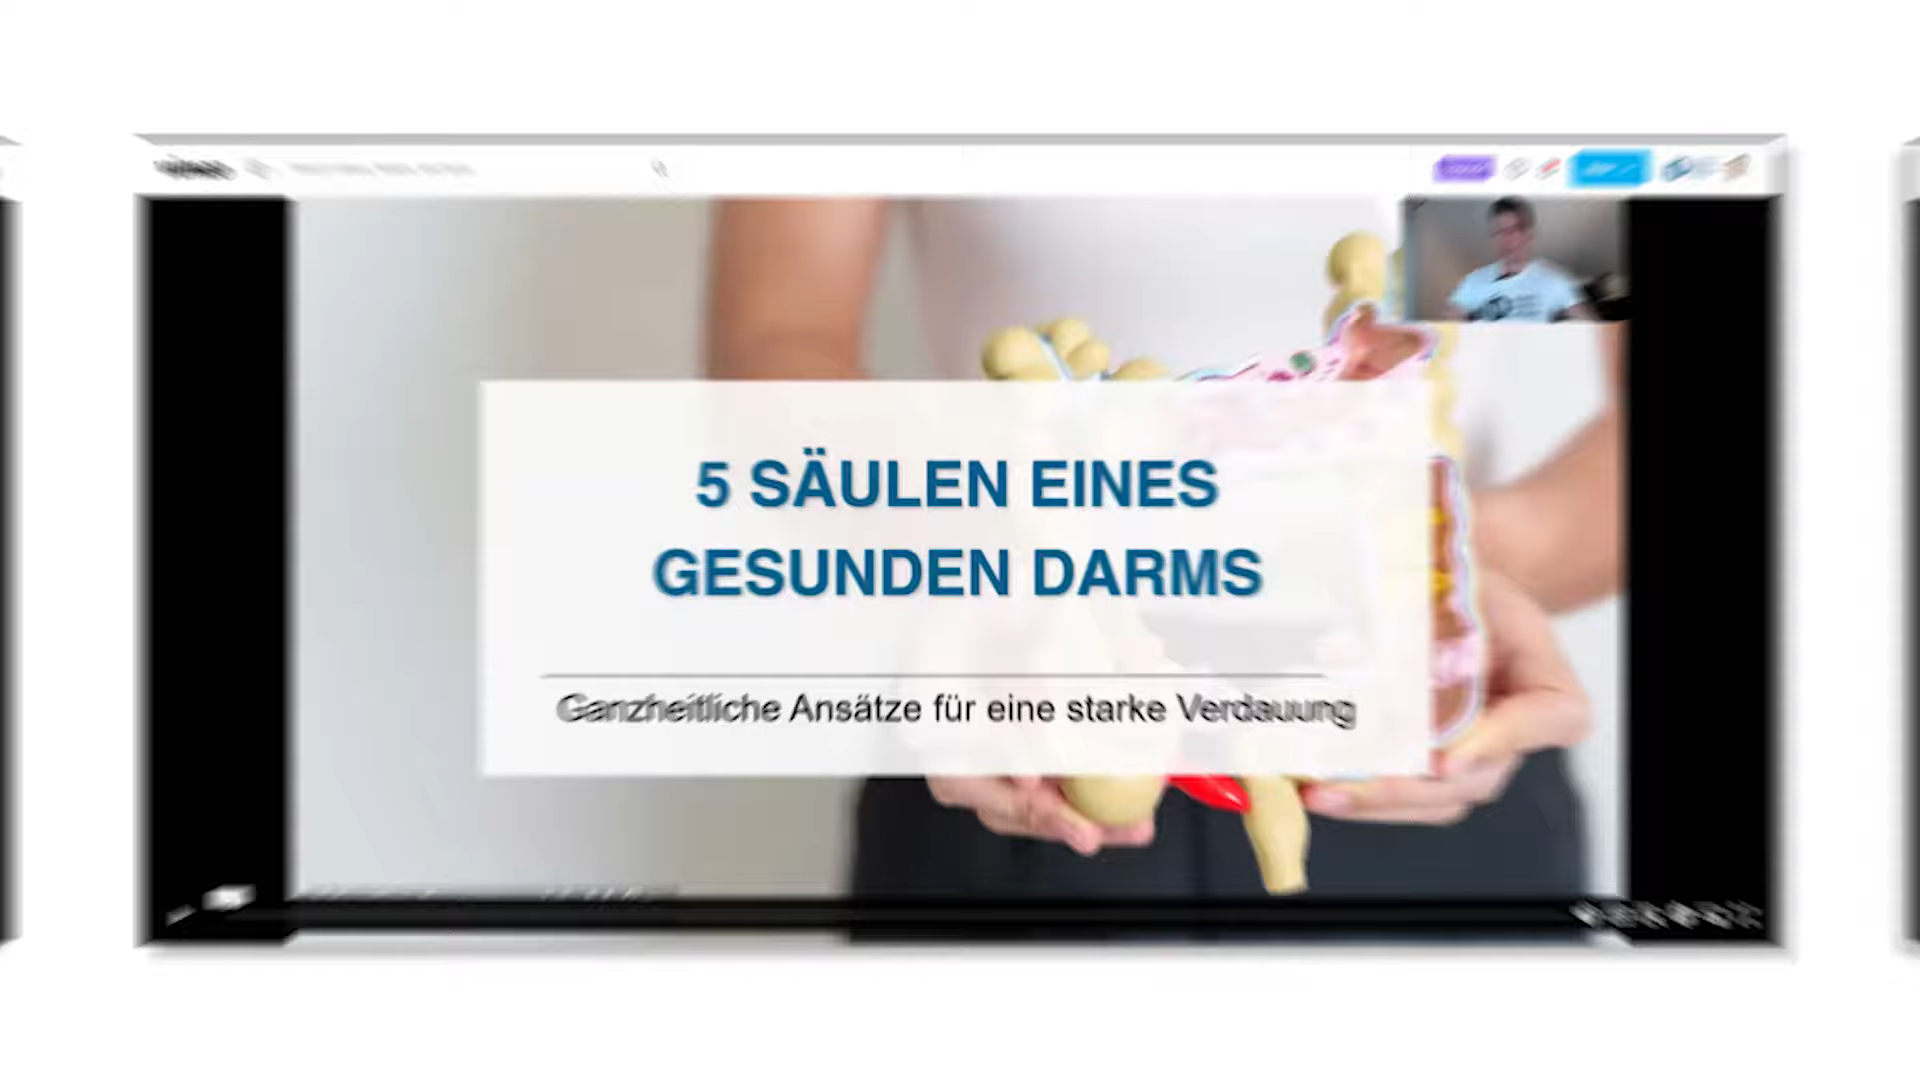 5 SÄULEN EINES
GESUNDEN DARMS
Ganzheitliche Ansätze für eine starke Verdauung